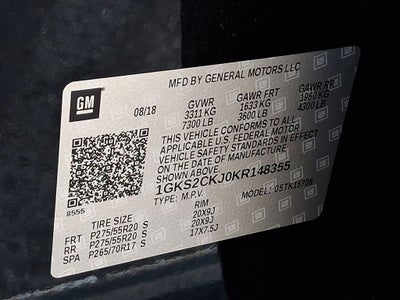 MFD BY GENERAL MOTORS LLC
GM
08/18 GVWR GAWR FRT GAWR RR
3311 KG 1633 KG 1950 KG
7300 LB 3600 LB 4300 LB
THIS VEHICLE CONFORMS TO ALL
APPLICABLE U.S. FEDERAL MOTOR
VEHICLE SAFETY STANDARDS IN EFFECT
ON THE DATE OF MANUFACTURE
SHOWN ABOVE.
1GKS2CKJ0KR148355
8555 TYPE: M.P.V. MODEL: 0STK15706
TIRE SIZE RIM
FRT P275/55R20 S 20X9J
RR P275/55R20 S 20X9J
SPA P265/70R17 S 17X7.5J